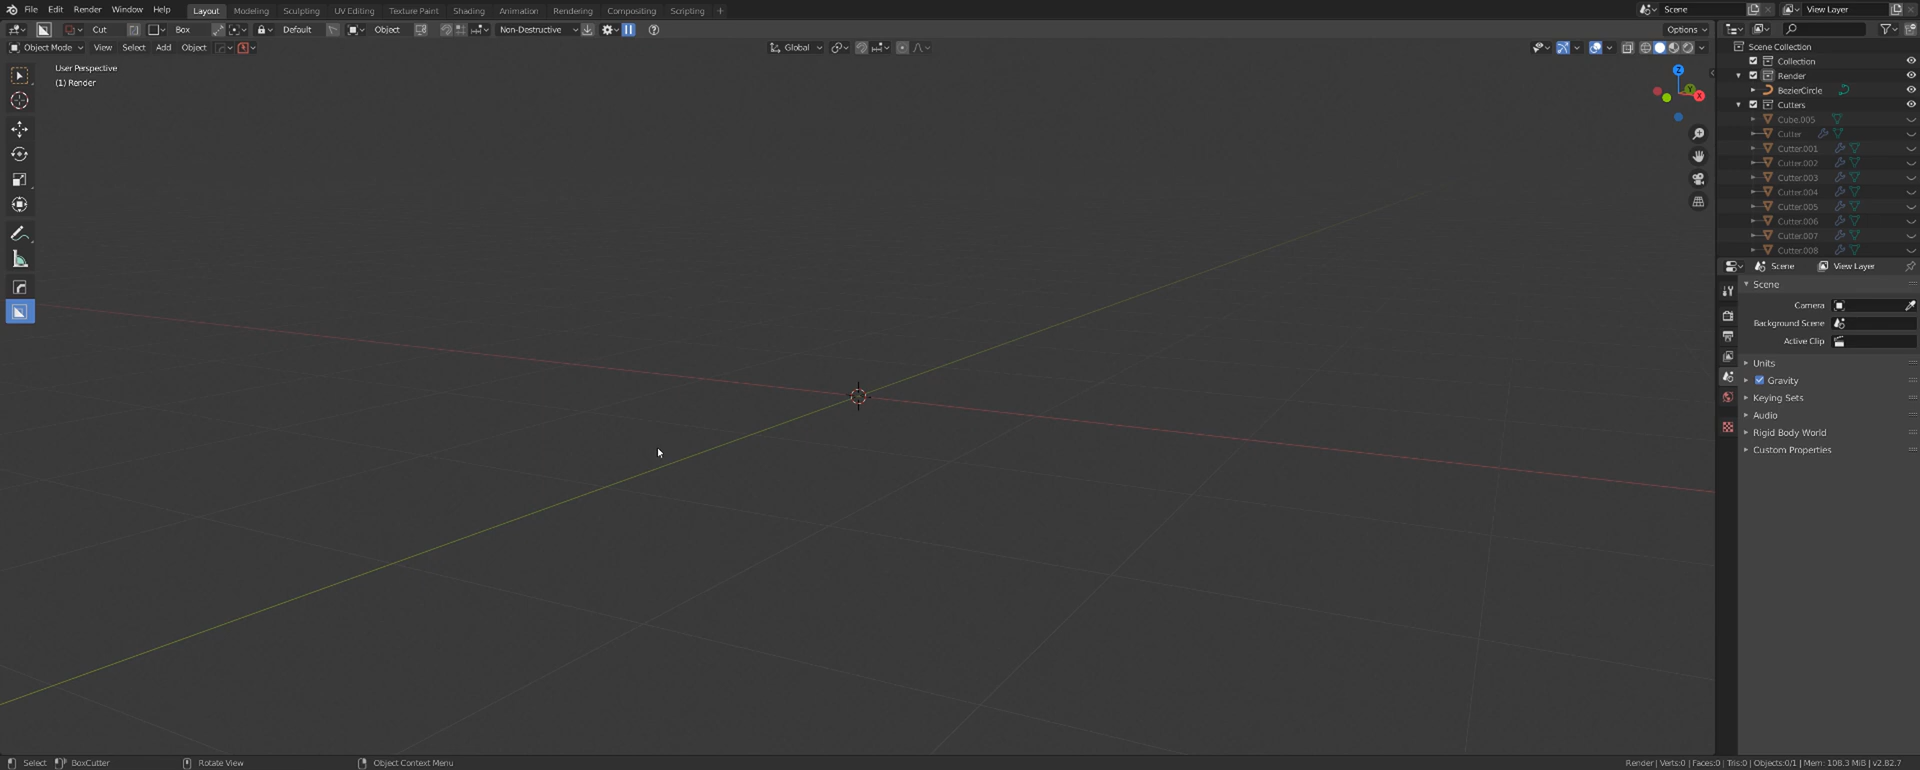 File Edit Render Window Help Layout Modeling Sculpting UV Editing Texture Paint Shading Animation Rendering Compositing Scripting + Scene View Layer
Cut Box Default Object Non-Destructive Options
Object Mode View Select Add Object Global
User Perspective
(1) Render
Z
Y
X
Scene Collection
Collection
Render
BezierCircle
Cutters
Cube.005
Cutter
Cutter.001
Cutter.002
Cutter.003
Cutter.004
Cutter.005
Cutter.006
Cutter.007
Cutter.008
Scene View Layer
Scene
Camera
Background Scene
Active Clip
Units
Gravity
Keying Sets
Audio
Rigid Body World
Custom Properties
Select BoxCutter Rotate View Object Context Menu Render | Verts:0 | Faces:0 | Tris:0 | Objects:0/1 | Mem: 108.3 MiB | v2.82.7